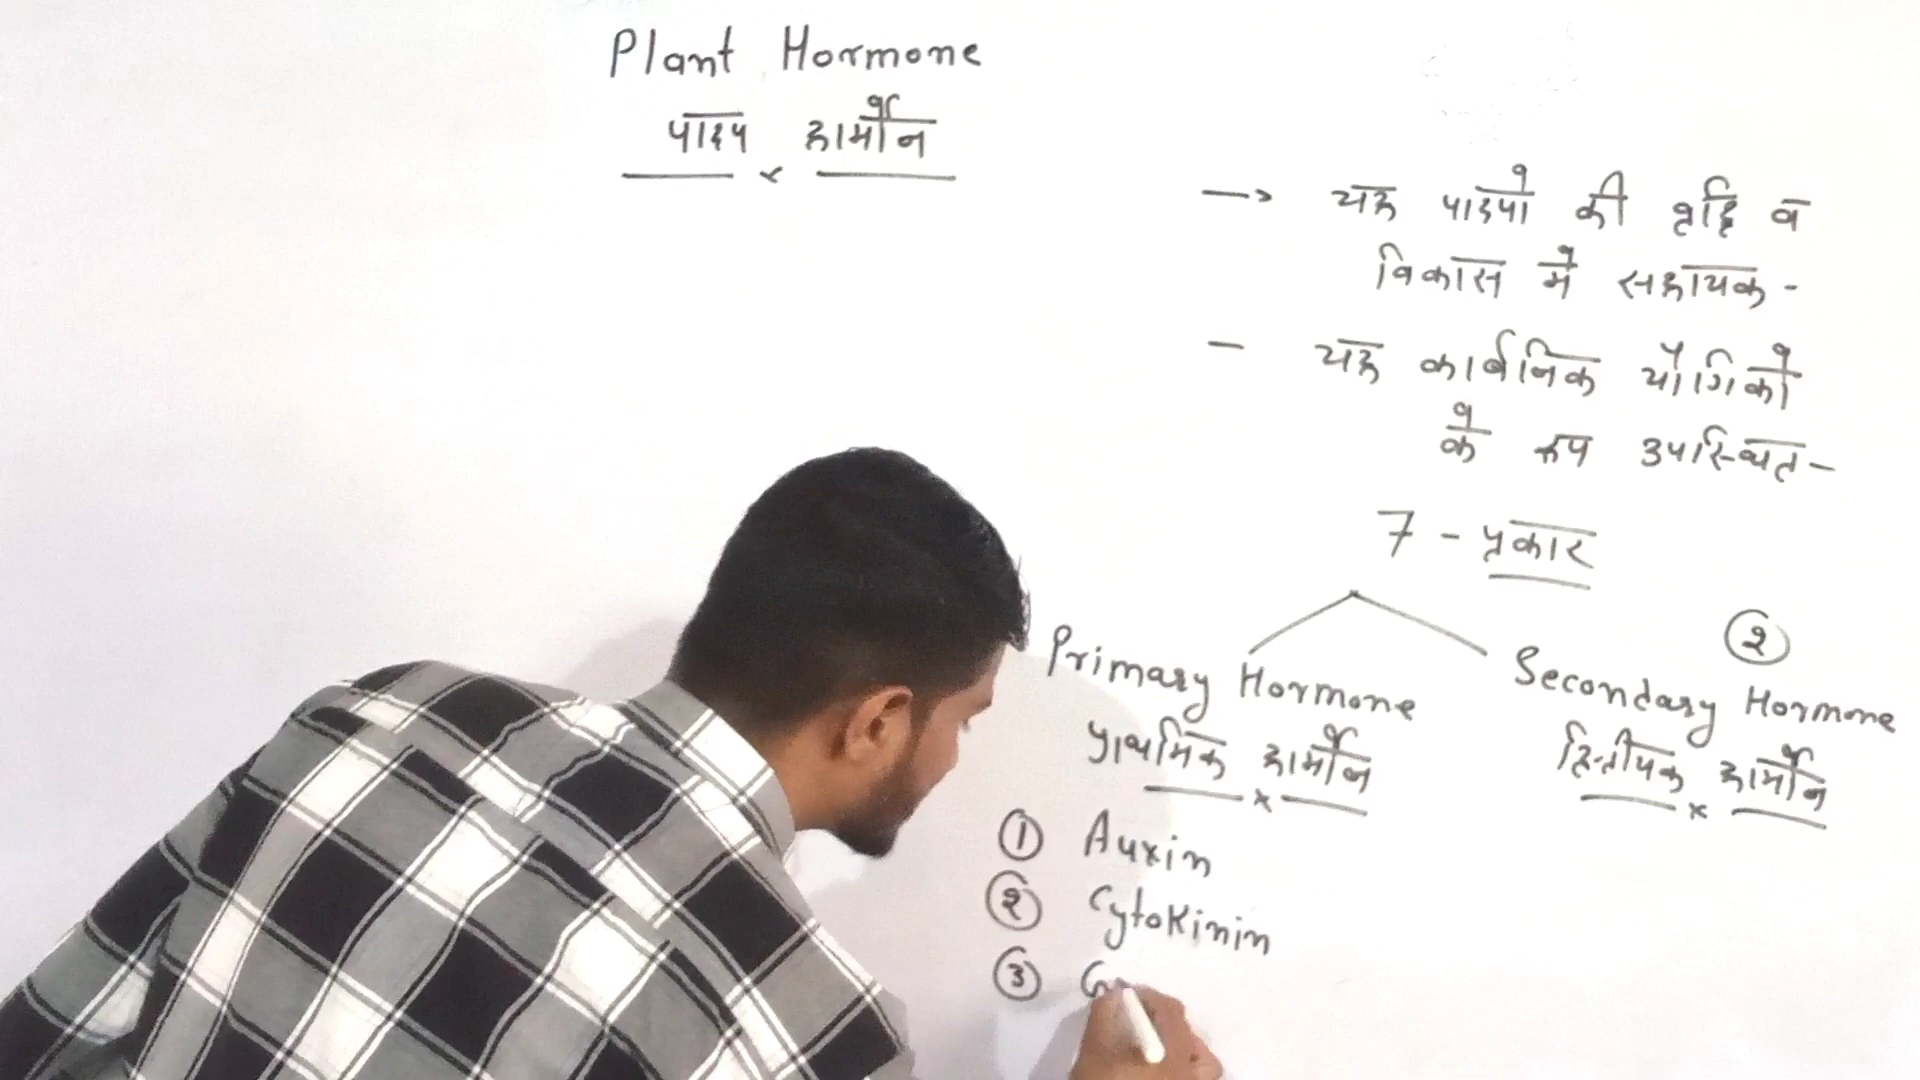 Plant Hormone
पादप हार्मोन
→ यह पादपों की वृद्धि व
विकास में सहायक -
- यह कार्बनिक यौगिकों
के रूप उपस्थित -
7 - प्रकार
Primary Hormone
प्राथमिक हार्मोन
① Auxin
② Cytokinin
③ G
②
Secondary Hormone
द्वितीयक हार्मोन